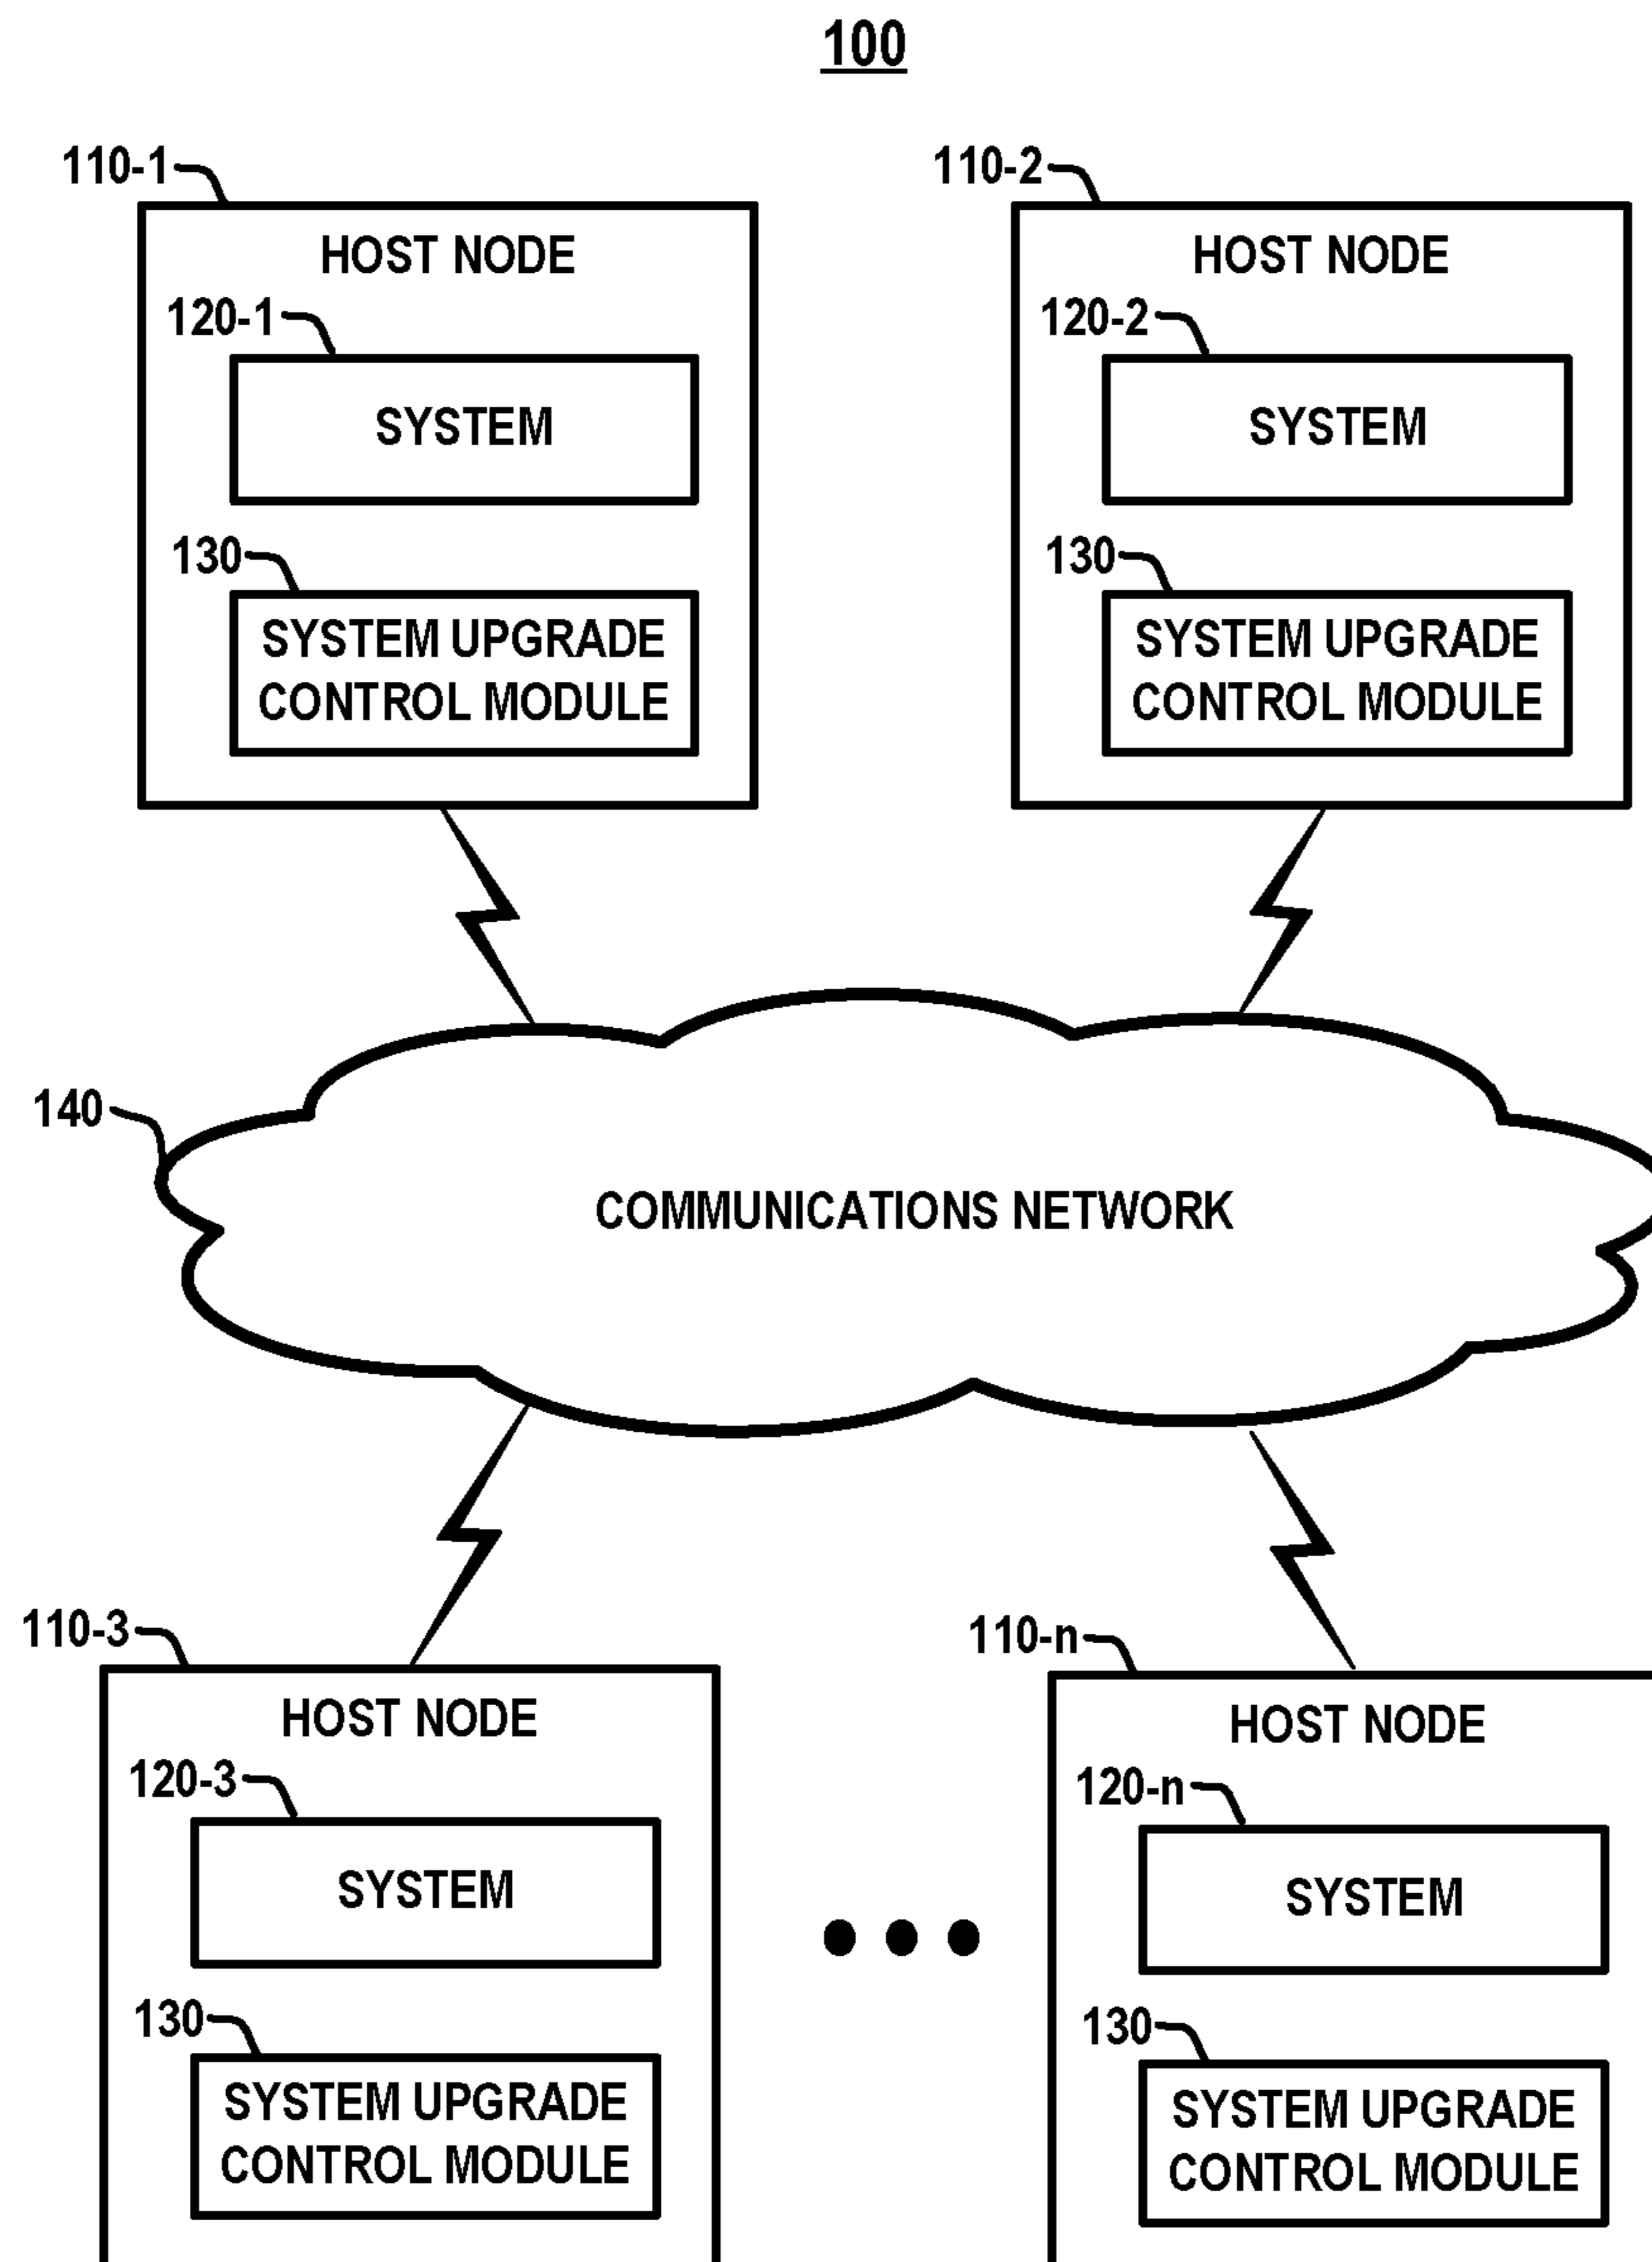 100
110-1
110-2
HOST NODE
HOST NODE
120-1
120-2
SYSTEM
SYSTEM
130
130
SYSTEM UPGRADE
CONTROL MODULE
SYSTEM UPGRADE
CONTROL MODULE
140
COMMUNICATIONS NETWORK
110-3
110-n
HOST NODE
HOST NODE
120-3
120-n
SYSTEM
SYSTEM
130
130
SYSTEM UPGRADE
CONTROL MODULE
SYSTEM UPGRADE
CONTROL MODULE